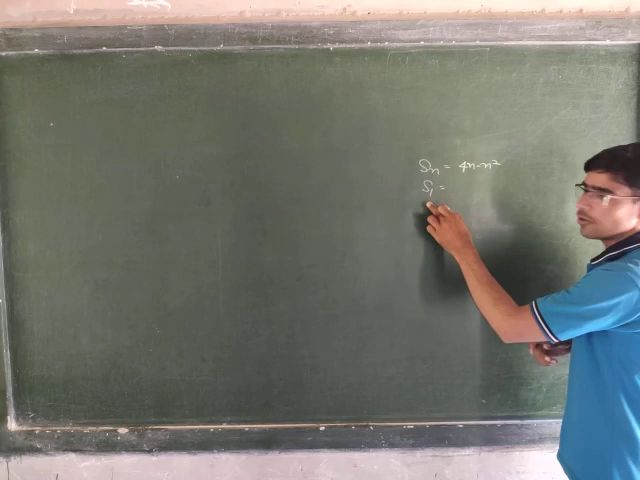 Sn = 4n-n²
S1 =